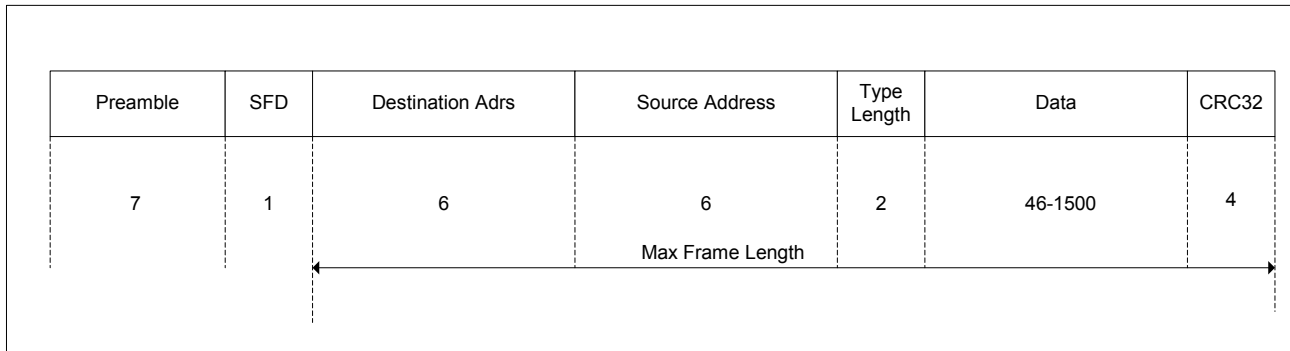 Preamble
SFD
Destination Adrs
Source Address
Type
Length
Data
CRC32
7
1
6
6
2
46-1500
4
Max Frame Length